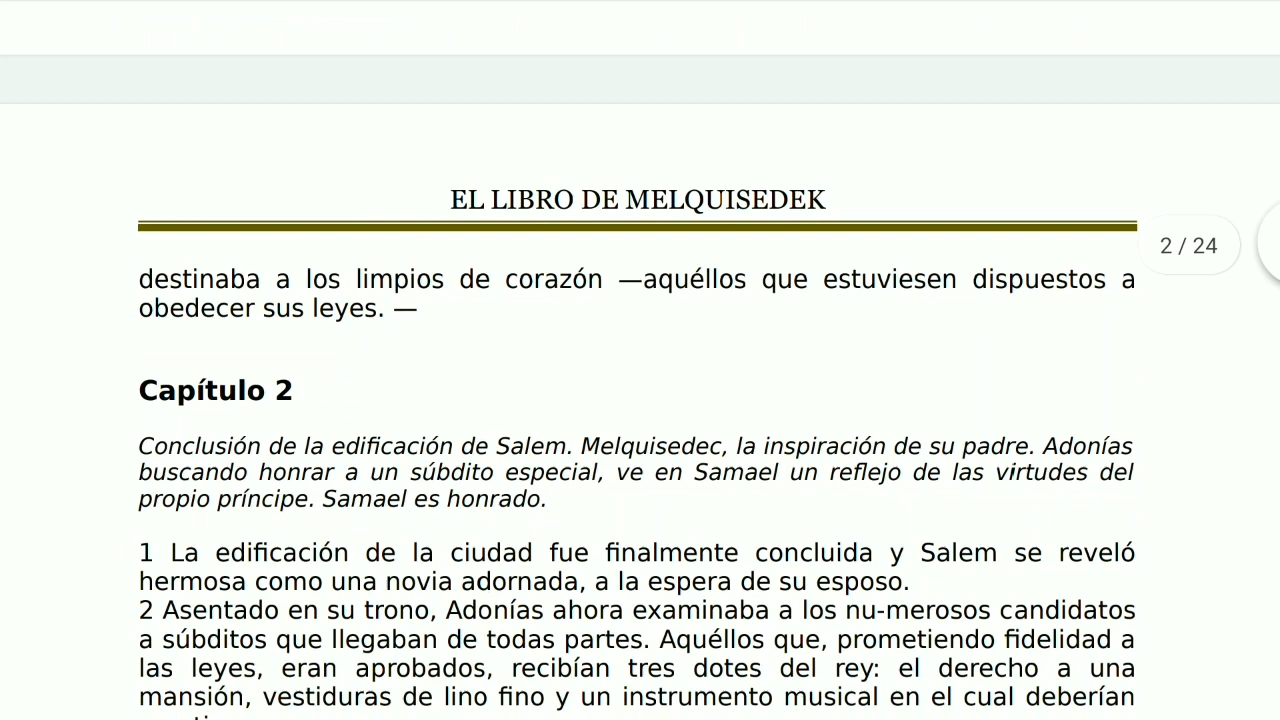 EL LIBRO DE MELQUISEDEK
2 / 24
destinaba a los limpios de corazón —aquéllos que estuviesen dispuestos a
obedecer sus leyes. —
Capítulo 2
Conclusión de la edificación de Salem. Melquisedec, la inspiración de su padre. Adonías
buscando honrar a un súbdito especial, ve en Samael un reflejo de las virtudes del
propio príncipe. Samael es honrado.
1 La edificación de la ciudad fue finalmente concluida y Salem se reveló
hermosa como una novia adornada, a la espera de su esposo.
2 Asentado en su trono, Adonías ahora examinaba a los nu-merosos candidatos
a súbditos que llegaban de todas partes. Aquéllos que, prometiendo fidelidad a
las leyes, eran aprobados, recibían tres dotes del rey: el derecho a una
mansión, vestiduras de lino fino y un instrumento musical en el cual deberían